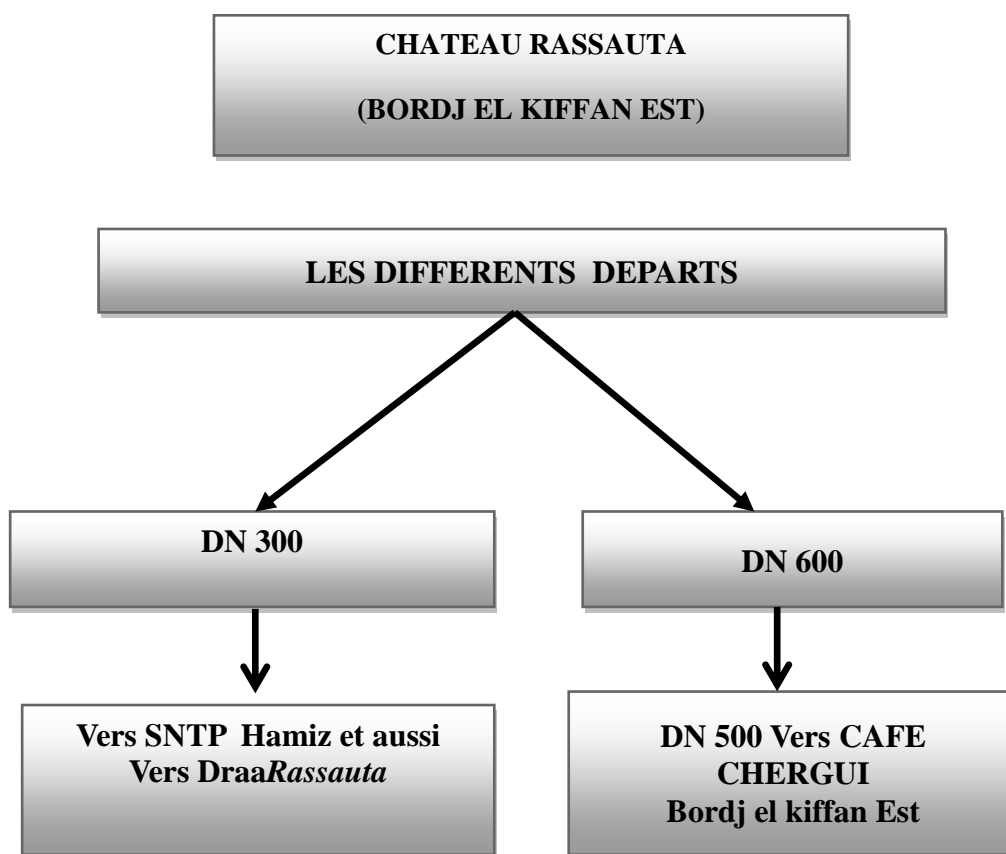 CHATEAU RASSAUTA
(BORDJ EL KIFFAN EST)
LES DIFFERENTS DEPARTS
DN 300
DN 600
Vers SNTP Hamiz et aussi
Vers DraaRassauta
DN 500 Vers CAFE
CHERGUI
Bordj el kiffan Est